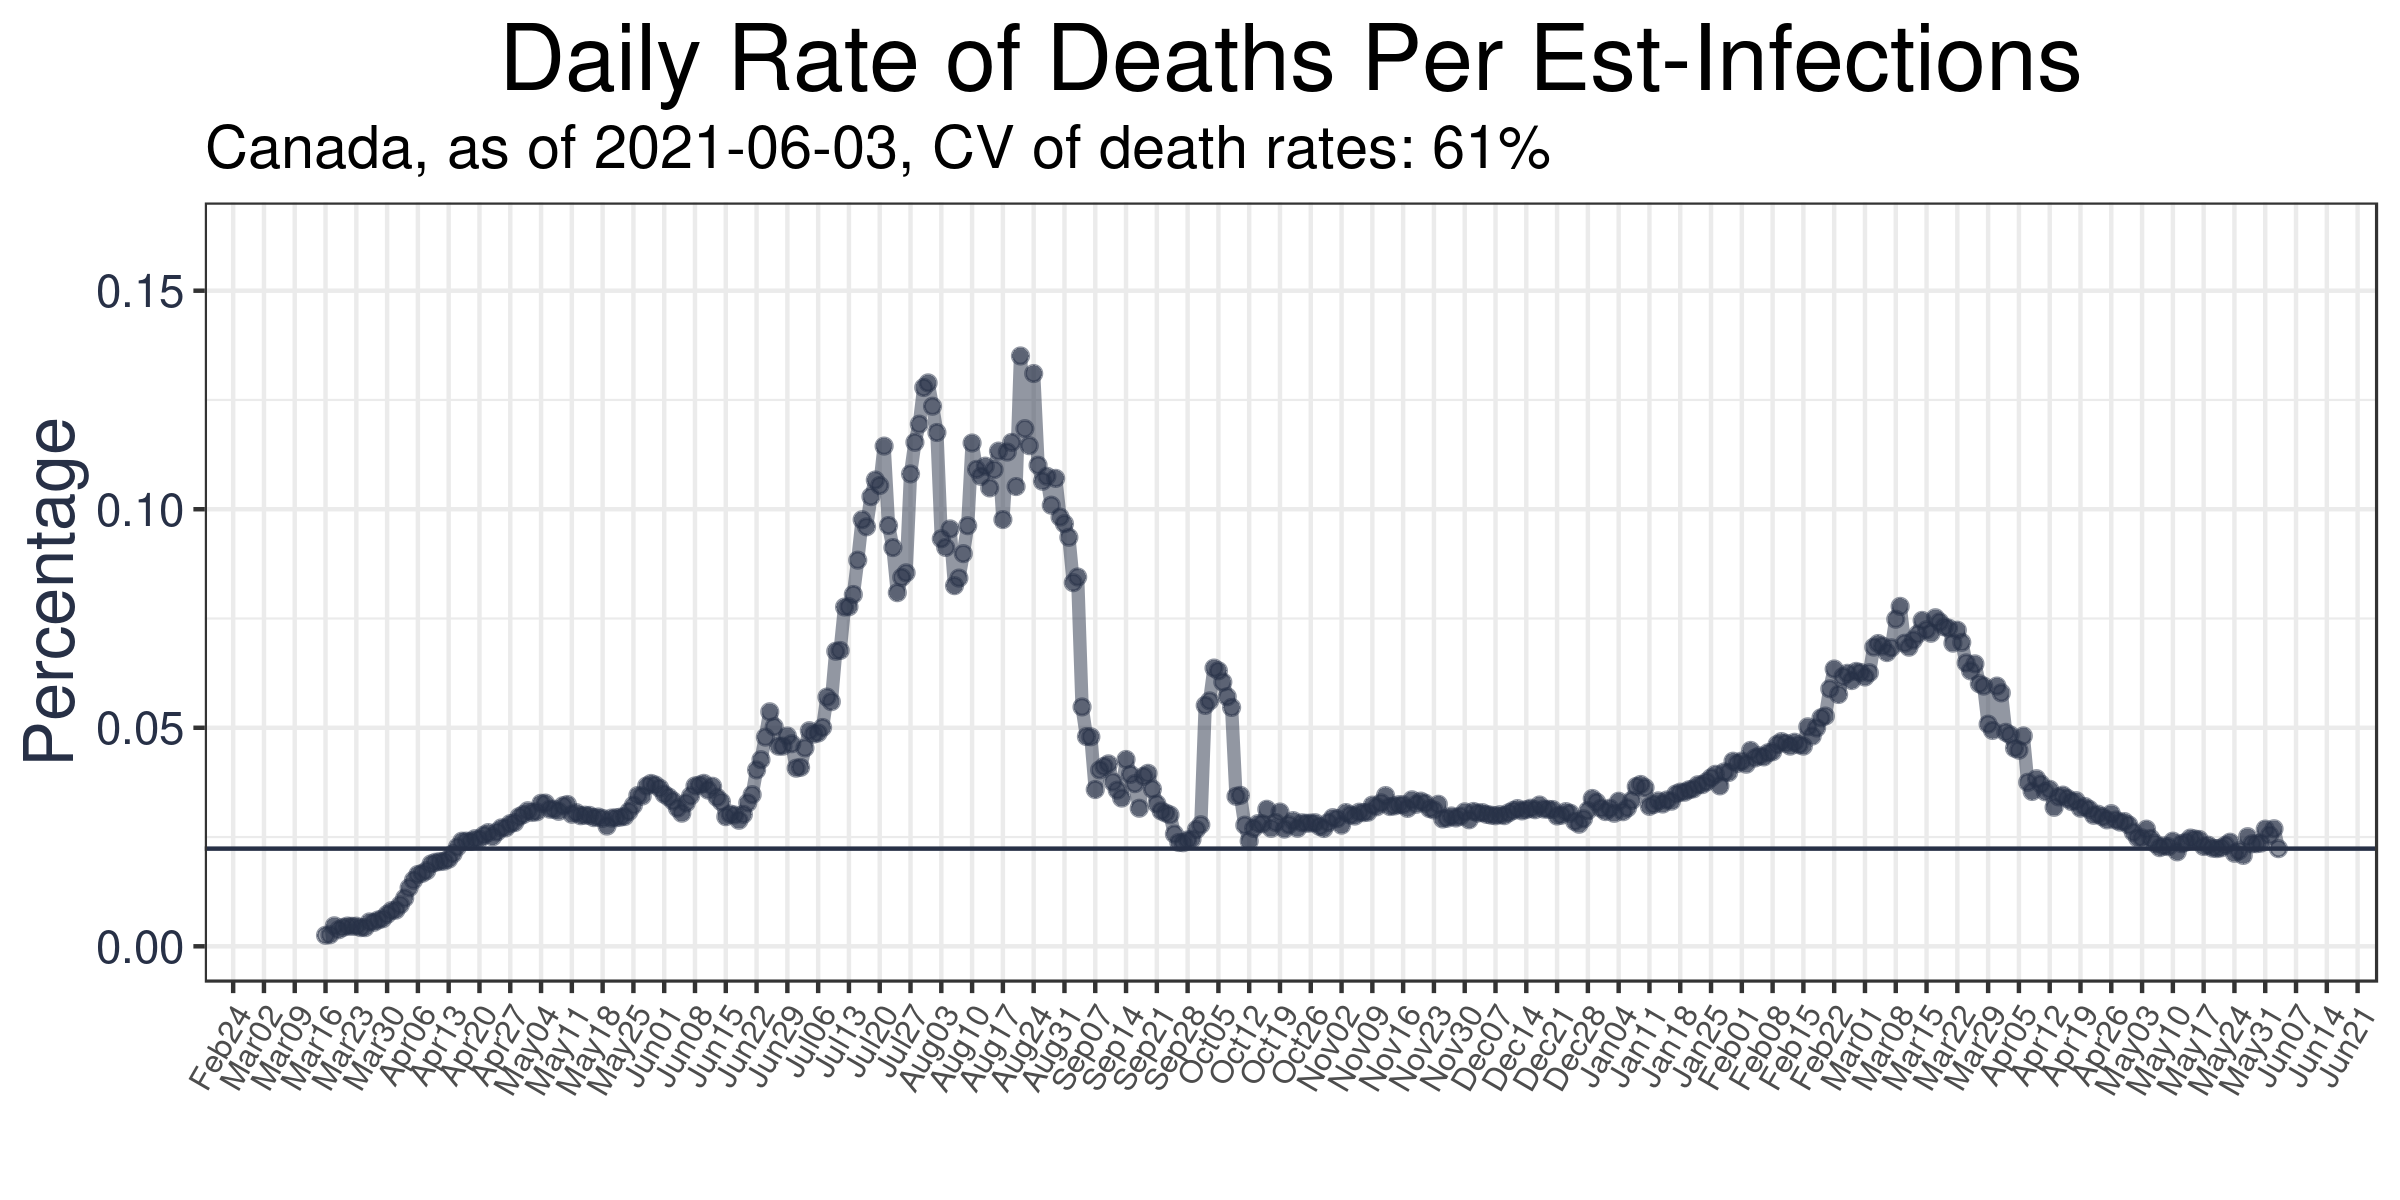 Daily Rate of Deaths Per Est-Infections
Canada, as of 2021-06-03, CV of death rates: 61%
Percentage
0.15
0.10
0.05
0.00
Feb24
Mar02
Mar09
Mar16
Mar23
Mar30
Apr06
Apr13
Apr20
Apr27
May04
May11
May18
May25
Jun01
Jun08
Jun15
Jun22
Jun29
Jul06
Jul13
Jul20
Jul27
Aug03
Aug10
Aug17
Aug24
Aug31
Sep07
Sep14
Sep21
Sep28
Oct05
Oct12
Oct19
Oct26
Nov02
Nov09
Nov16
Nov23
Nov30
Dec07
Dec14
Dec21
Dec28
Jan04
Jan11
Jan18
Jan25
Feb01
Feb08
Feb15
Feb22
Mar01
Mar08
Mar15
Mar22
Mar29
Apr05
Apr12
Apr19
Apr26
May03
May10
May17
May24
May31
Jun07
Jun14
Jun21